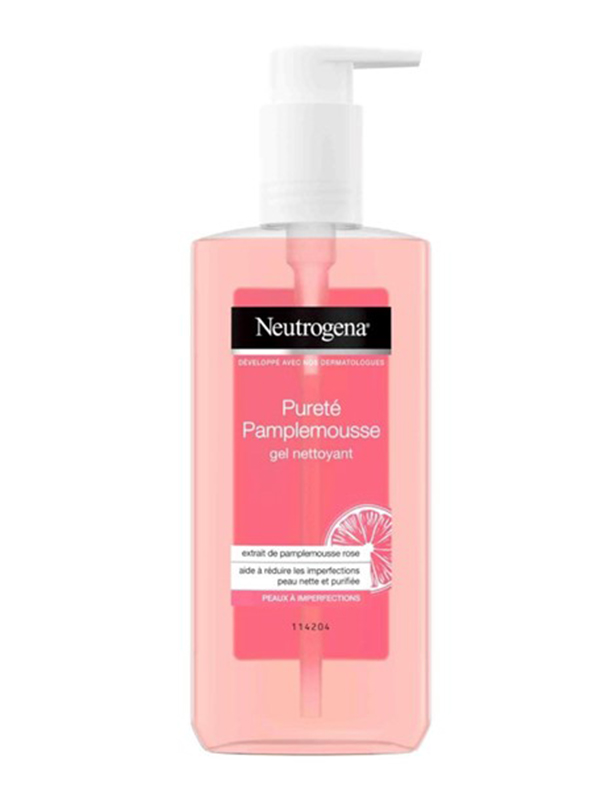 Neutrogena®
DÉVELOPPÉ AVEC NOS DERMATOLOGUES
Pureté
Pamplemousse
gel nettoyant
extrait de pamplemousse rose
aide à réduire les imperfections
peau nette et purifiée
PEAUX À IMPERFECTIONS
114204